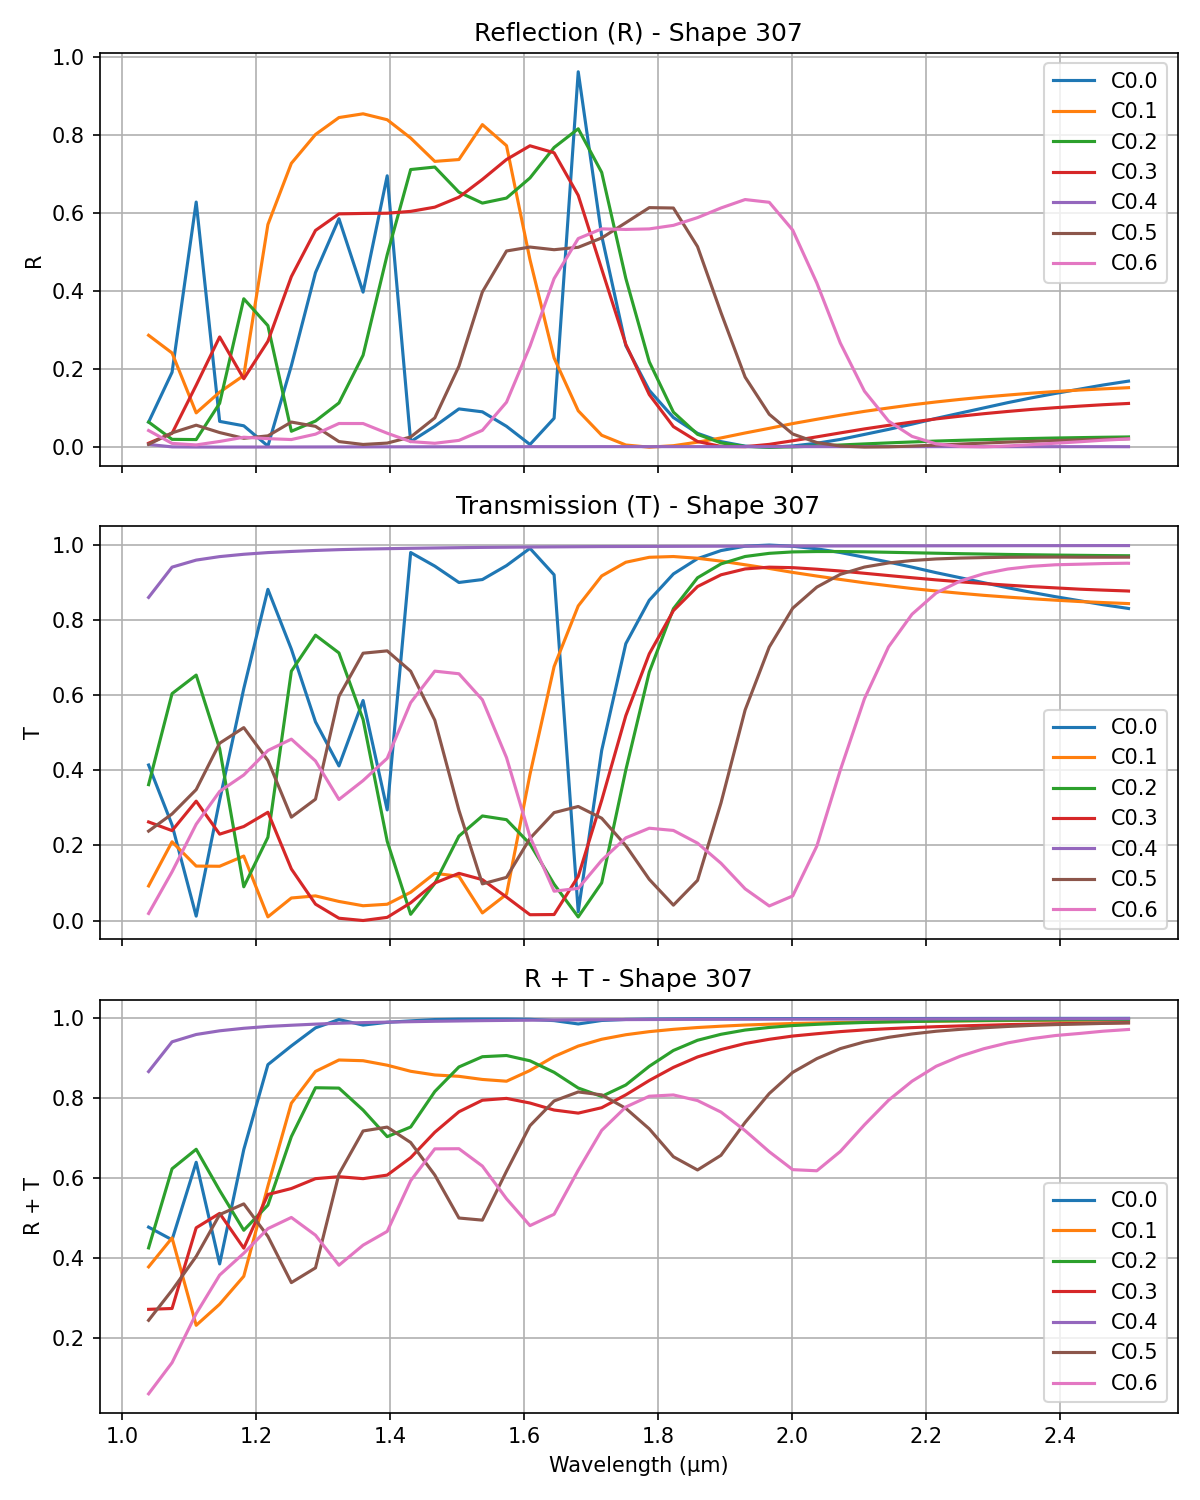 Reflection (R) - Shape 307
1.0
0.8
0.6
0.4
0.2
0.0
R
C0.0
C0.1
C0.2
C0.3
C0.4
C0.5
C0.6
Transmission (T) - Shape 307
1.0
0.8
0.6
0.4
0.2
0.0
T
C0.0
C0.1
C0.2
C0.3
C0.4
C0.5
C0.6
R + T - Shape 307
1.0
0.8
0.6
0.4
0.2
R + T
C0.0
C0.1
C0.2
C0.3
C0.4
C0.5
C0.6
1.0 1.2 1.4 1.6 1.8 2.0 2.2 2.4
Wavelength (μm)